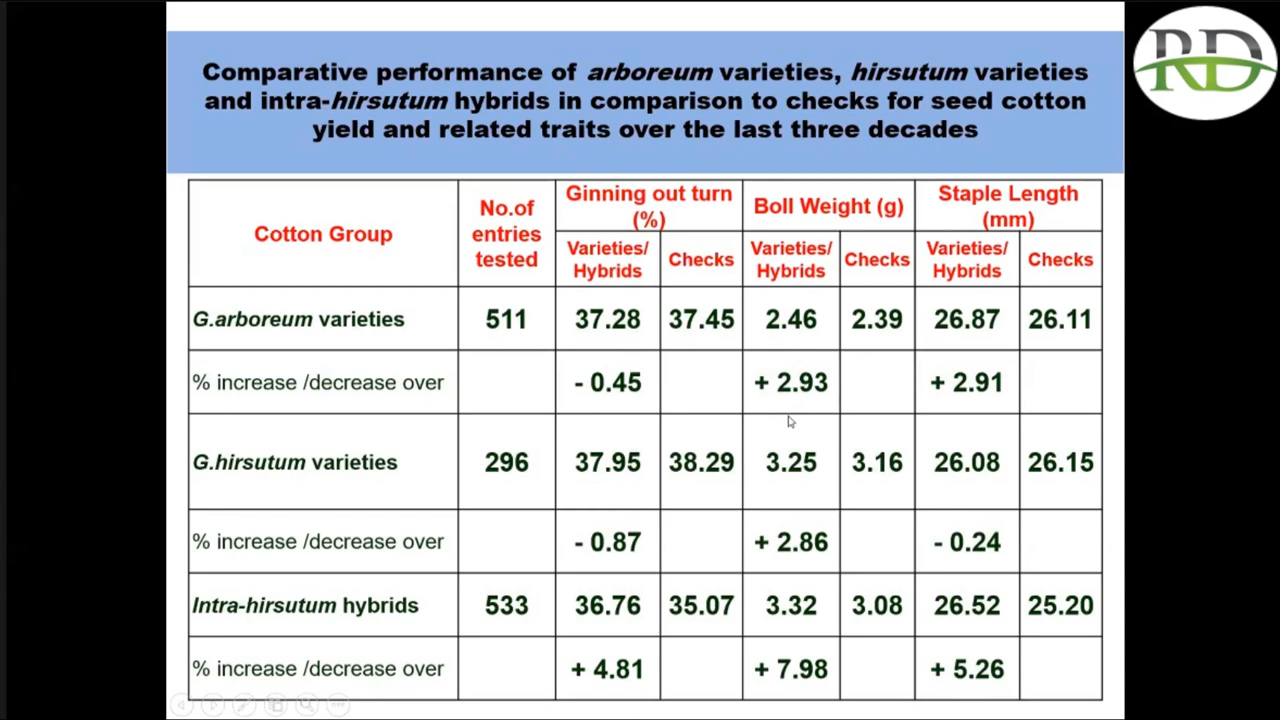 RD
Comparative performance of arboreum varieties, hirsutum varieties
and intra-hirsutum hybrids in comparison to checks for seed cotton
yield and related traits over the last three decades
Cotton Group
No.of
entries
tested
Ginning out turn
(%)
Boll Weight (g)
Staple Length
(mm)
Varieties/
Hybrids
Checks
Varieties/
Hybrids
Checks
Varieties/
Hybrids
Checks
G.arboreum varieties 511 37.28 37.45 2.46 2.39 26.87 26.11
% increase /decrease over - 0.45 + 2.93 + 2.91
G.hirsutum varieties 296 37.95 38.29 3.25 3.16 26.08 26.15
% increase /decrease over - 0.87 + 2.86 - 0.24
Intra-hirsutum hybrids 533 36.76 35.07 3.32 3.08 26.52 25.20
% increase /decrease over + 4.81 + 7.98 + 5.26